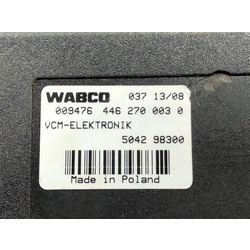 WABCO 037 13/08
009476 446 270 003 0
VCM-ELEKTRONIK
5042 98300
Made in Poland